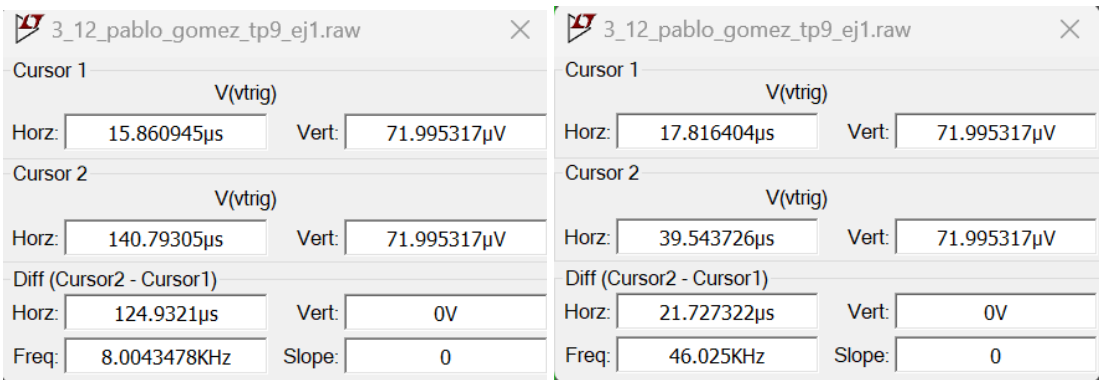 3_12_pablo_gomez_tp9_ej1.raw
Cursor 1
V(vtrig)
Horz: 15.860945µs Vert: 71.995317µV
Cursor 2
V(vtrig)
Horz: 140.79305µs Vert: 71.995317µV
Diff (Cursor2 - Cursor1)
Horz: 124.9321µs Vert: 0V
Freq: 8.0043478KHz Slope: 0
3_12_pablo_gomez_tp9_ej1.raw
Cursor 1
V(vtrig)
Horz: 17.816404µs Vert: 71.995317µV
Cursor 2
V(vtrig)
Horz: 39.543726µs Vert: 71.995317µV
Diff (Cursor2 - Cursor1)
Horz: 21.727322µs Vert: 0V
Freq: 46.025KHz Slope: 0